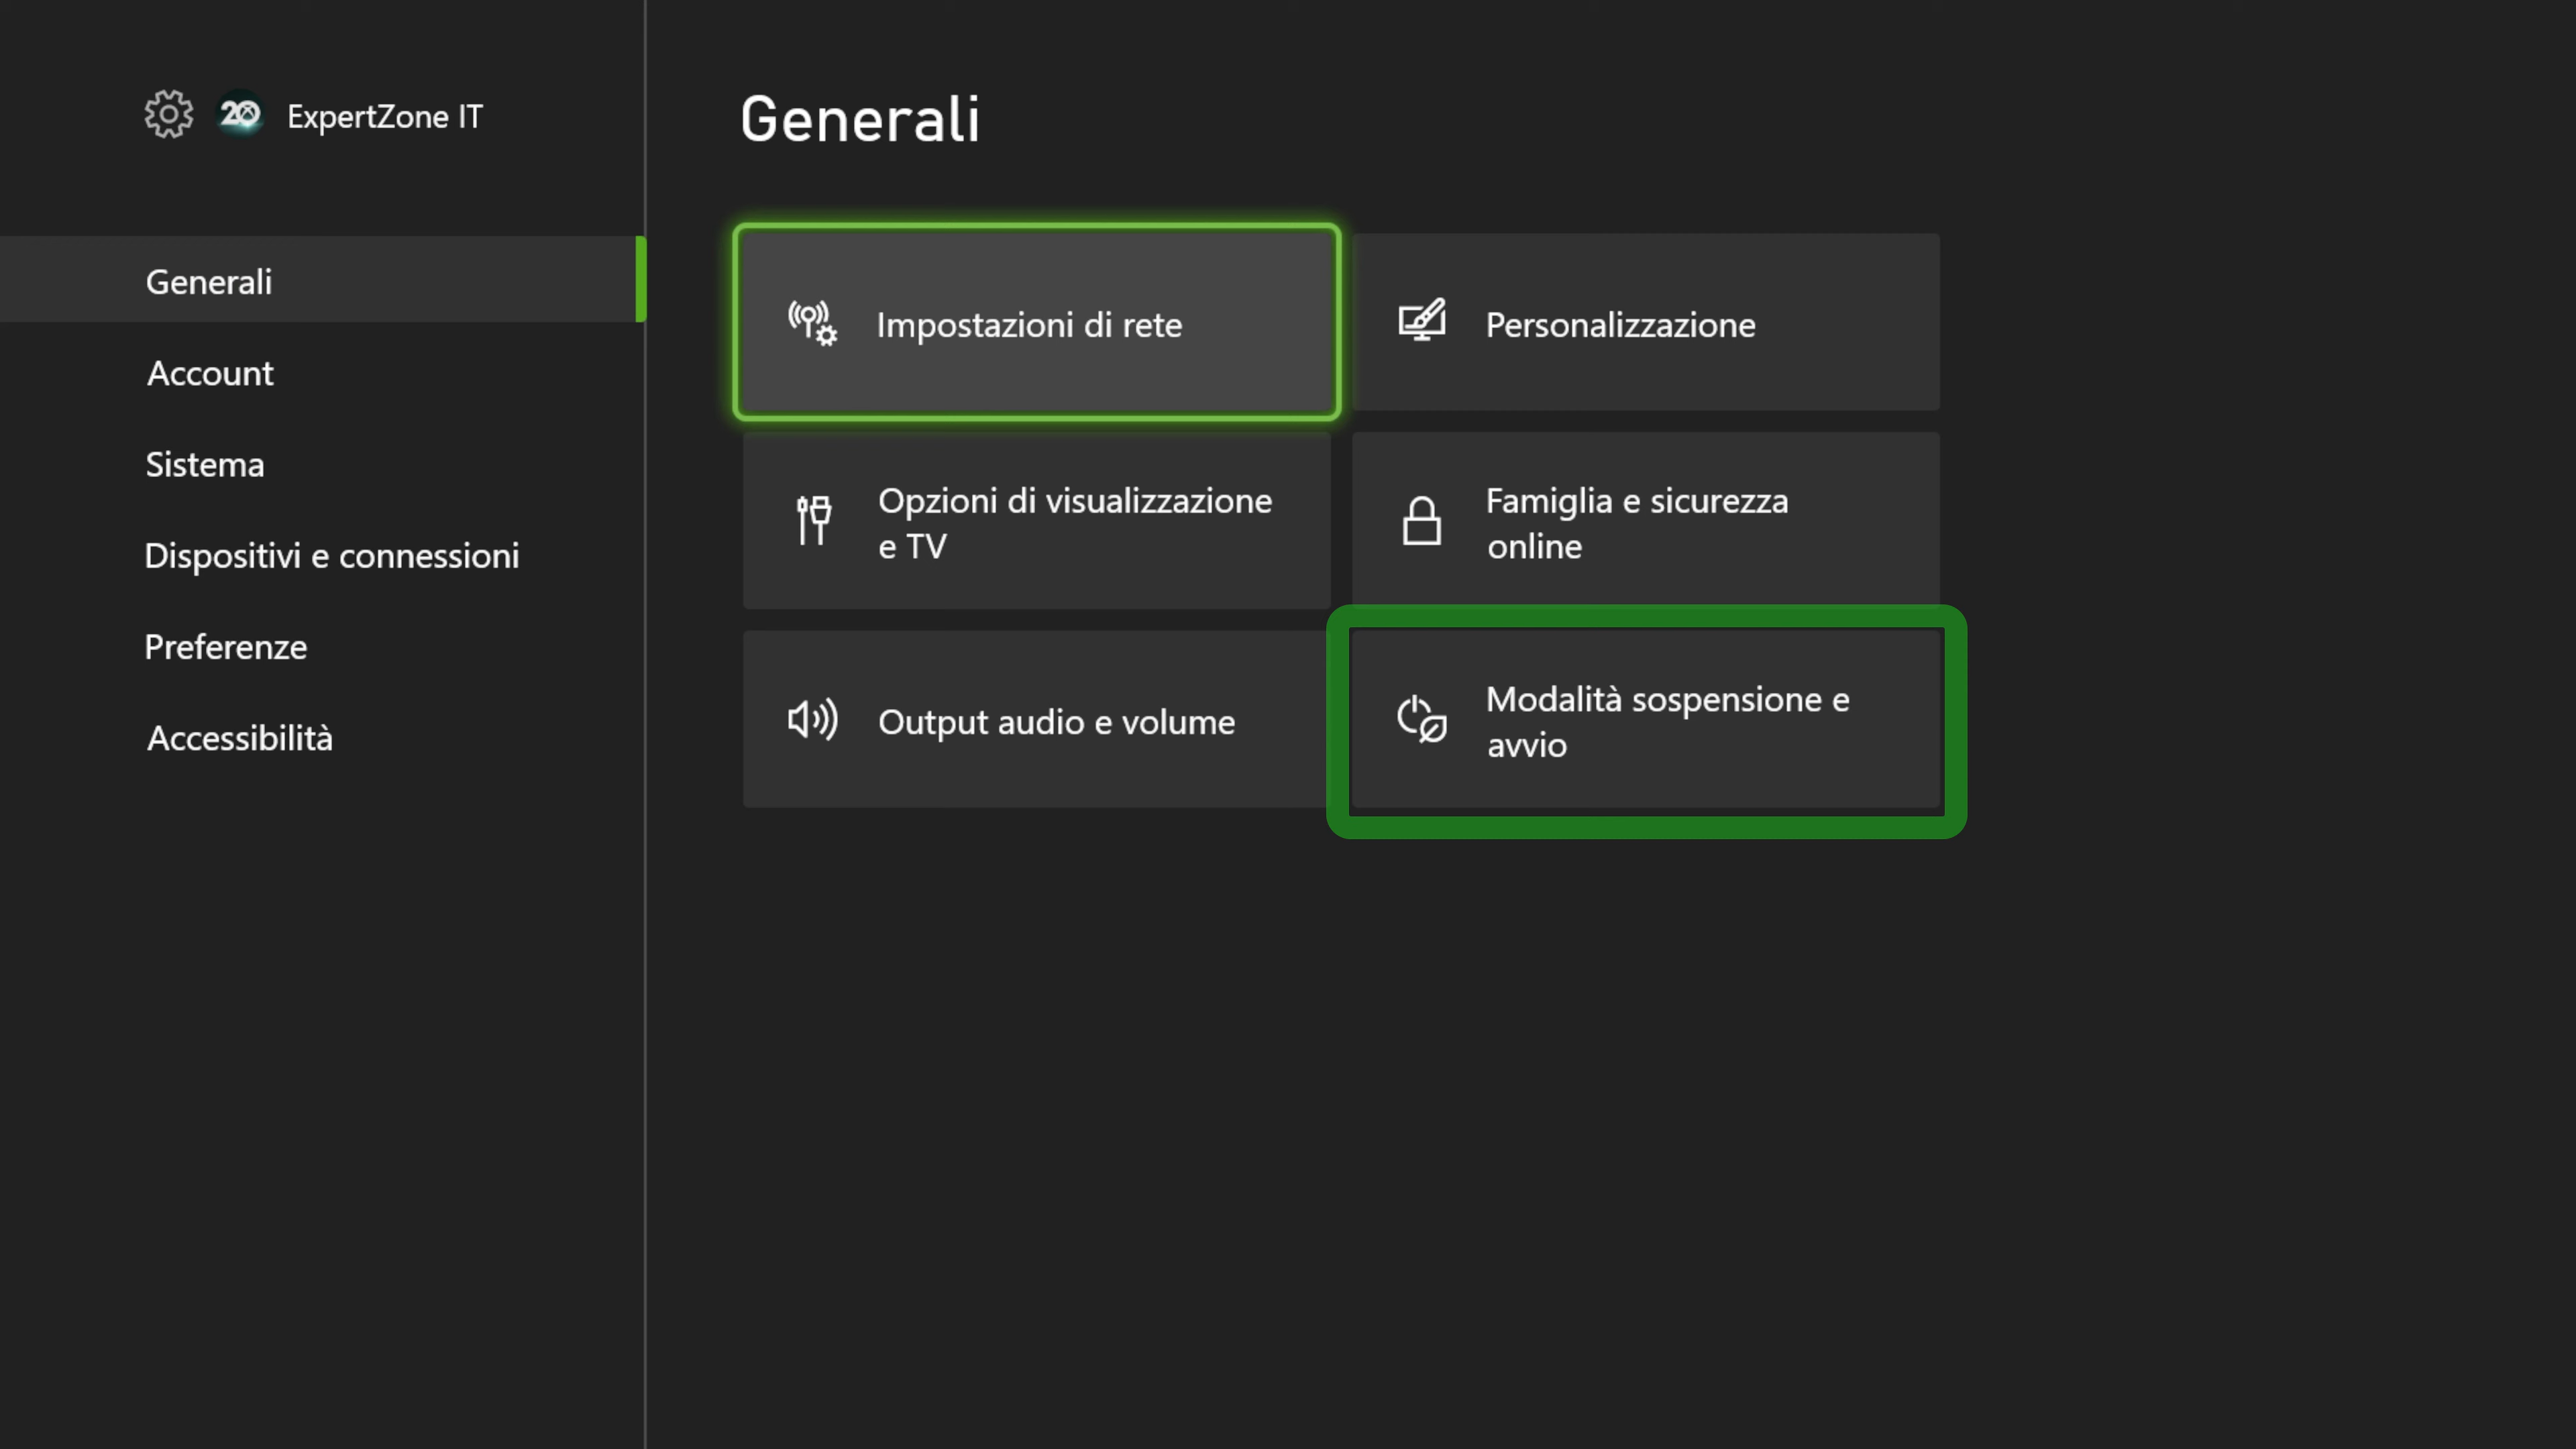 20 ExpertZone IT
Generali
Account
Sistema
Dispositivi e connessioni
Preferenze
Accessibilità
Generali
Impostazioni di rete
Personalizzazione
Opzioni di visualizzazione
e TV
Famiglia e sicurezza
online
Output audio e volume
Modalità sospensione e
avvio